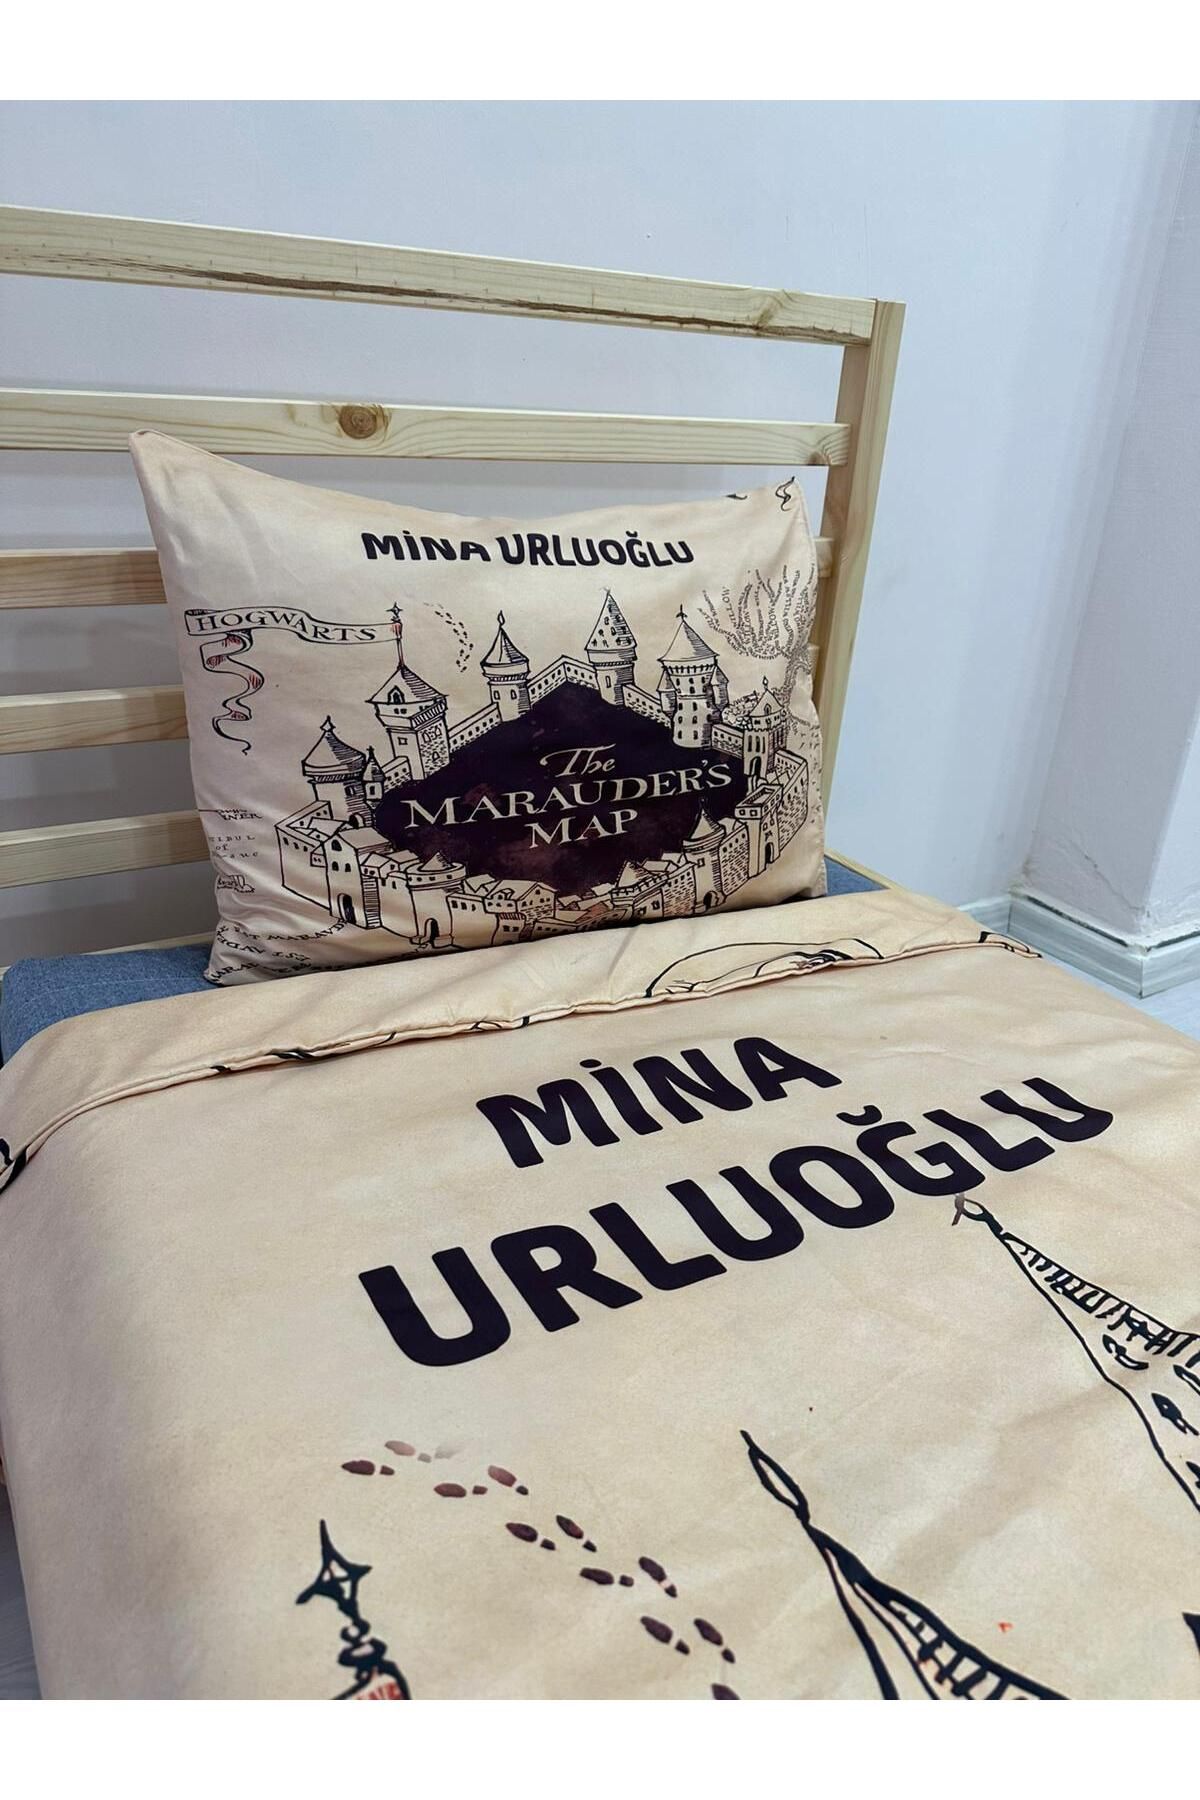 MİNA URLUOĞLU
HOGWARTS
The
MARAUDER'S
MAP
MİNA
URLUOĞLU